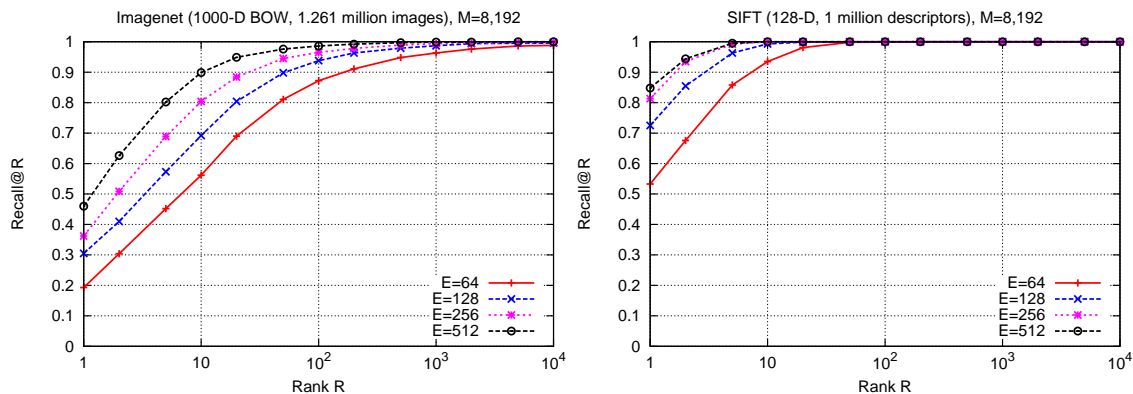 Imagenet (1000-D BOW, 1.261 million images), M=8,192
Recall@R
1
0.9
0.8
0.7
0.6
0.5
0.4
0.3
0.2
0.1
0
E=64
E=128
E=256
E=512
1 10 10² 10³ 10⁴
Rank R
SIFT (128-D, 1 million descriptors), M=8,192
Recall@R
1
0.9
0.8
0.7
0.6
0.5
0.4
0.3
0.2
0.1
0
E=64
E=128
E=256
E=512
1 10 10² 10³ 10⁴
Rank R